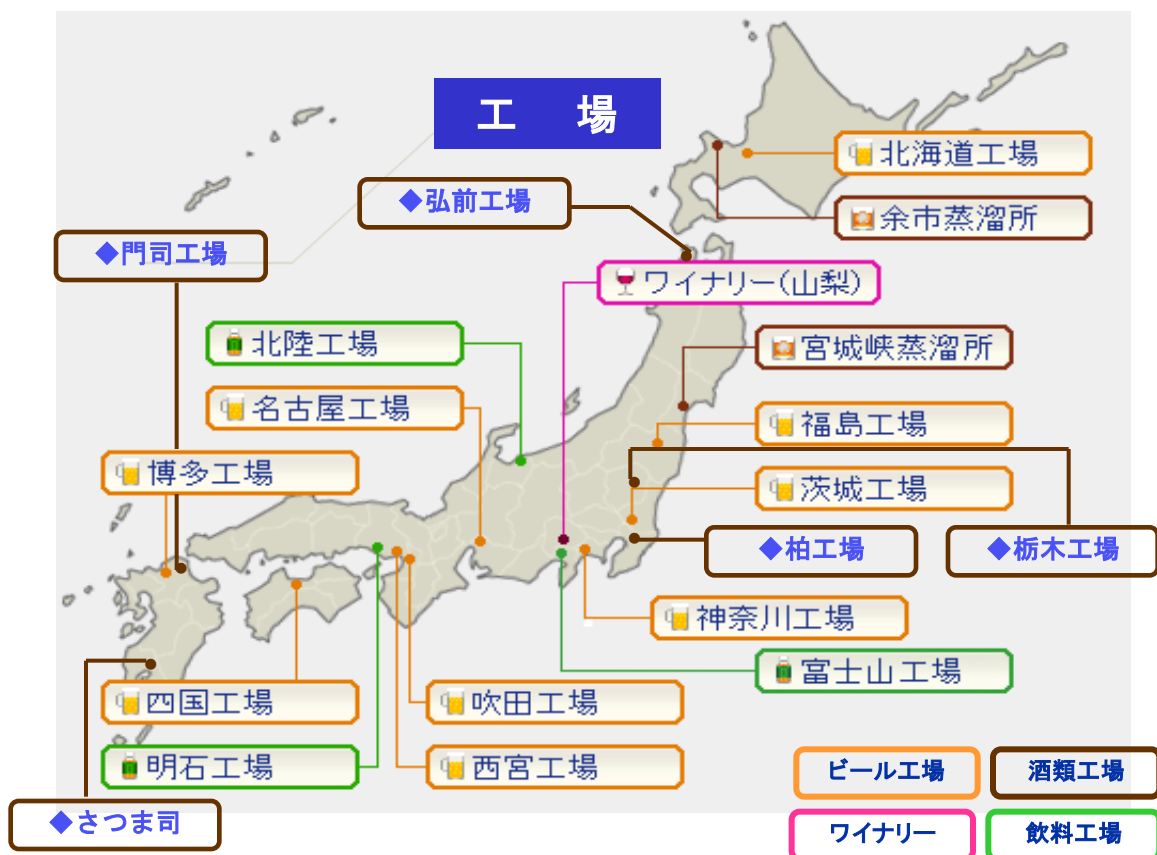 工　場
北海道工場
◆弘前工場
余市蒸溜所
◆門司工場
ワイナリー(山梨)
北陸工場
宮城峡蒸溜所
名古屋工場
福島工場
博多工場
茨城工場
◆柏工場
◆栃木工場
神奈川工場
富士山工場
四国工場
吹田工場
明石工場
西宮工場
ビール工場
酒類工場
◆さつま司
ワイナリー
飲料工場